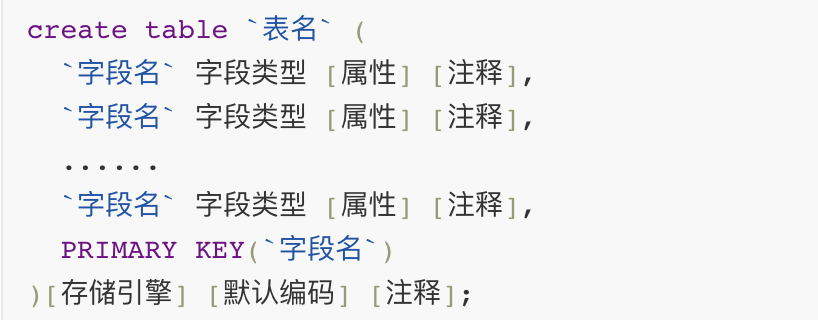 create table `表名` (
`字段名` 字段类型 [属性] [注释],
`字段名` 字段类型 [属性] [注释],
......
`字段名` 字段类型 [属性] [注释],
PRIMARY KEY(`字段名`)
)[存储引擎] [默认编码] [注释];